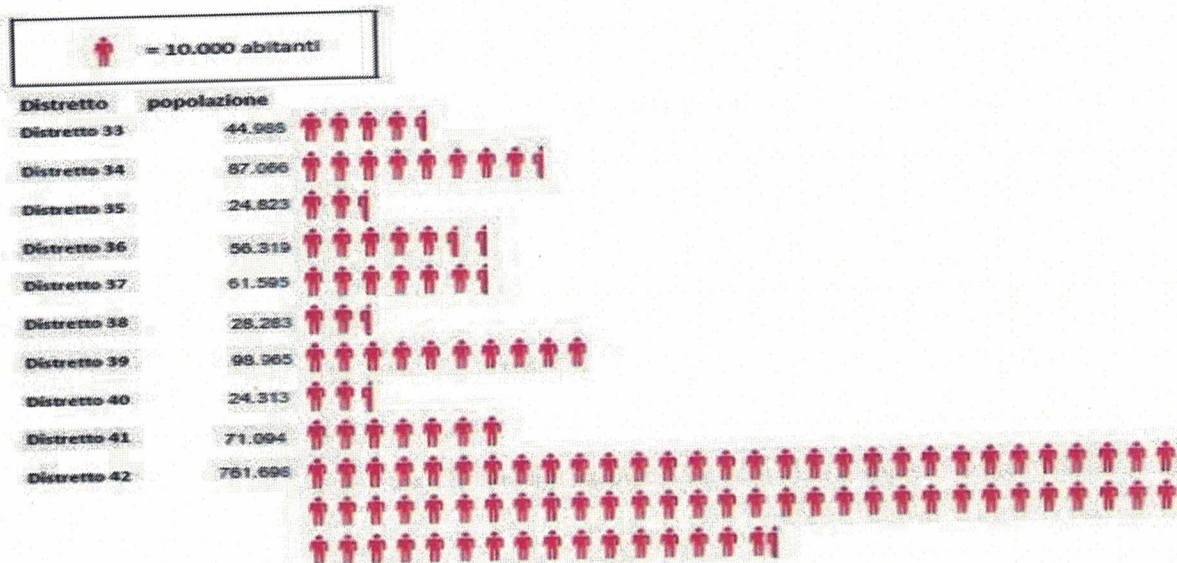 = 10.000 abitanti
Distretto popolazione
Distretto 33 44.985
Distretto 34 87.066
Distretto 35 24.823
Distretto 36 56.319
Distretto 37 61.595
Distretto 38 28.283
Distretto 39 98.965
Distretto 40 24.313
Distretto 41 71.094
Distretto 42 761.696